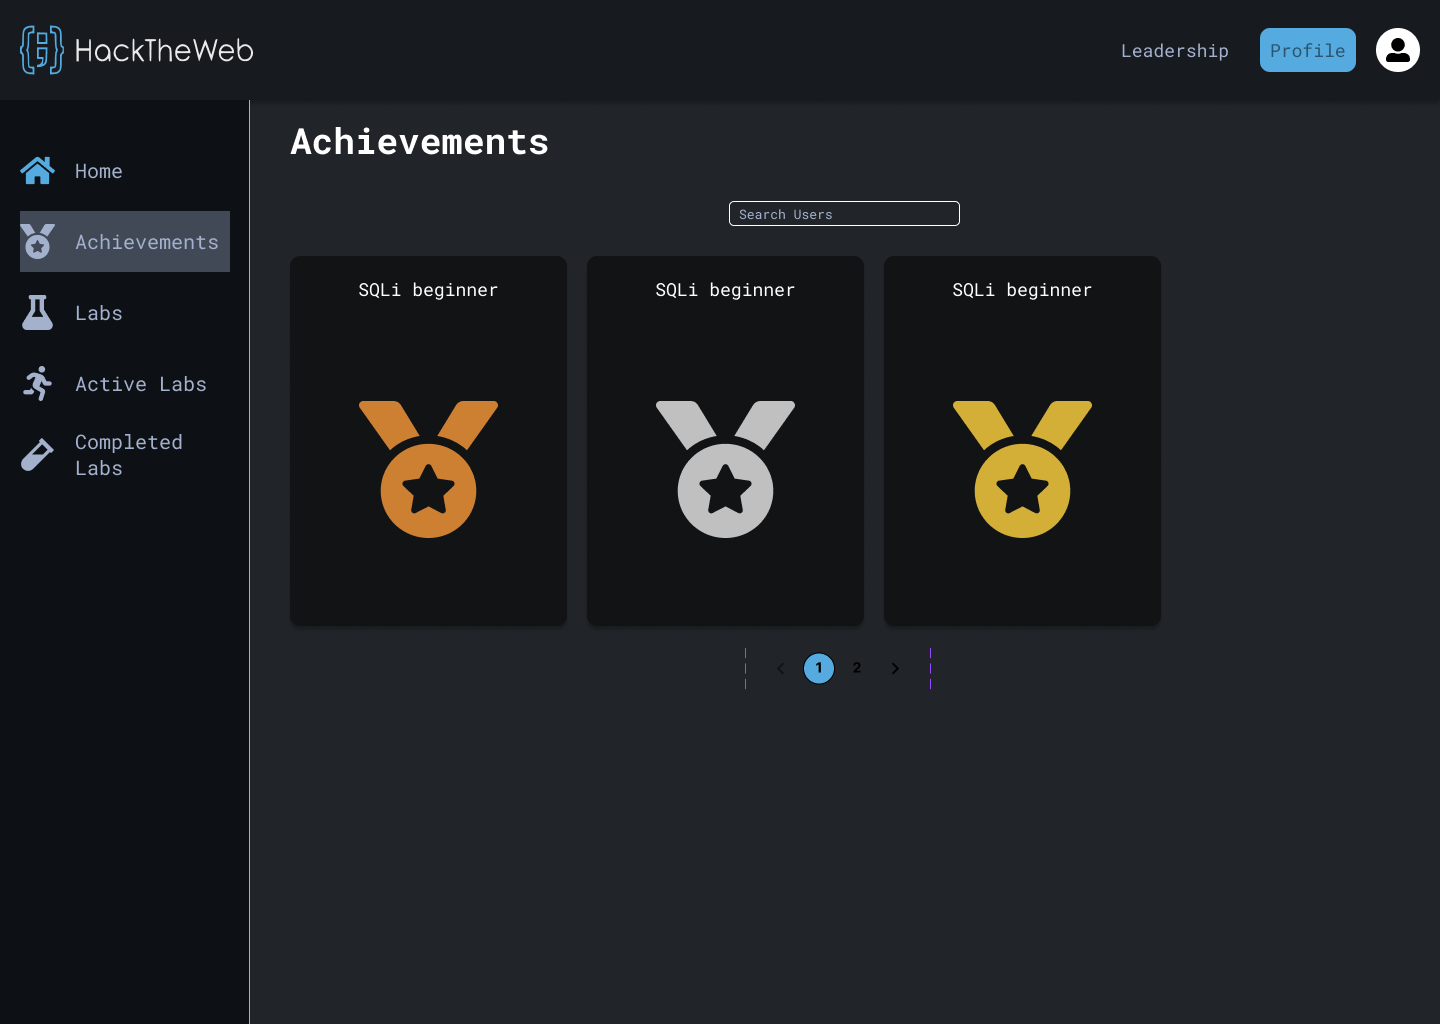 HackTheWeb
Leadership
Profile
Home
Achievements
Labs
Active Labs
Completed
Labs
Achievements
Search Users
SQLi beginner
SQLi beginner
SQLi beginner
1
2